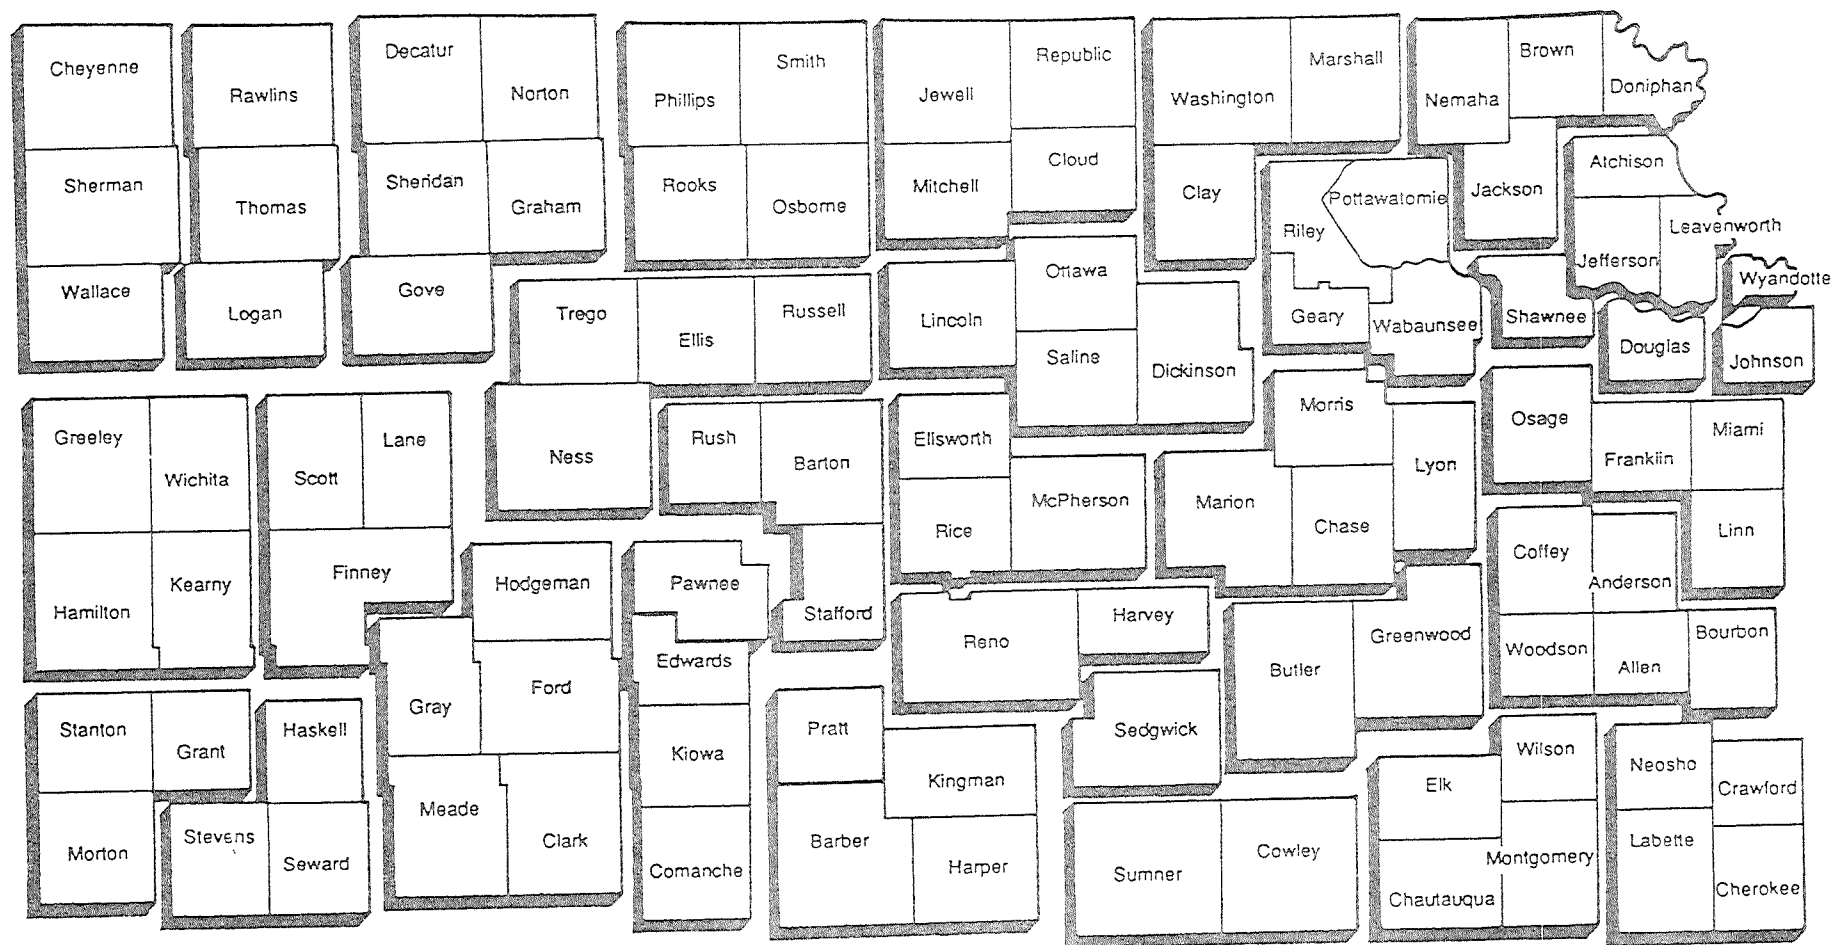 Cheyenne
Rawlins
Decatur
Norton
Phillips
Smith
Jewell
Republic
Washington
Marshall
Nemaha
Brown
Doniphan
Sherman
Thomas
Sheridan
Graham
Rooks
Osborne
Mitchell
Cloud
Clay
Riley
Pottawatomie
Jackson
Atchison
Jefferson
Leavenworth
Wyandotte
Wallace
Logan
Gove
Trego
Ellis
Russell
Lincoln
Ottawa
Saline
Dickinson
Geary
Wabaunsee
Shawnee
Douglas
Johnson
Greeley
Wichita
Scott
Lane
Ness
Rush
Barton
Ellsworth
Rice
McPherson
Marion
Morris
Chase
Lyon
Osage
Franklin
Miami
Linn
Hamilton
Kearny
Finney
Hodgeman
Pawnee
Stafford
Reno
Harvey
Butler
Greenwood
Coffey
Anderson
Woodson
Allen
Bourbon
Stanton
Grant
Haskell
Gray
Ford
Edwards
Kiowa
Pratt
Kingman
Sedgwick
Elk
Wilson
Neosho
Crawford
Morton
Stevens
Seward
Meade
Clark
Comanche
Barber
Harper
Sumner
Cowley
Chautauqua
Montgomery
Labette
Cherokee